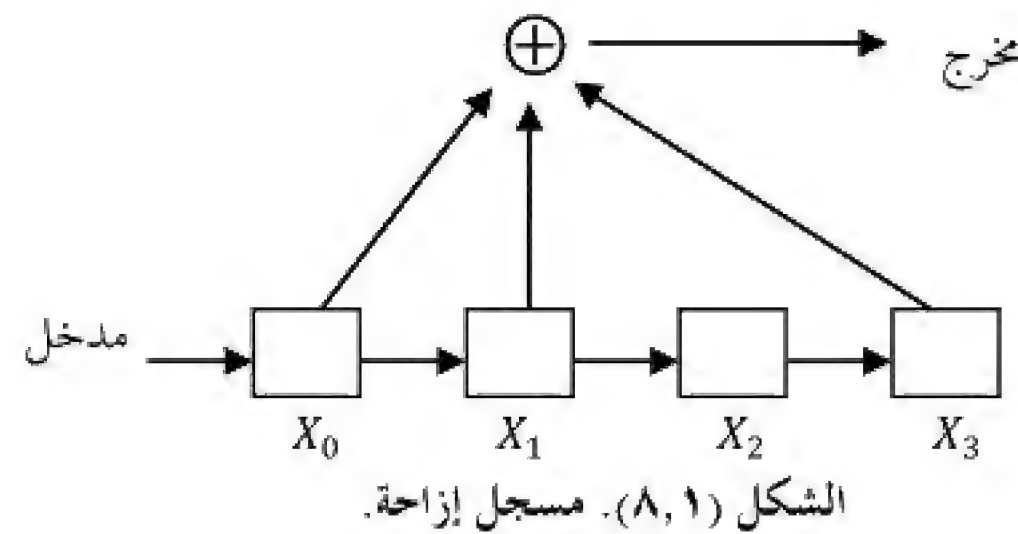 مخرج
مدخل
X₀ X₁ X₂ X₃
الشكل (٨,١). مسجل إزاحة.